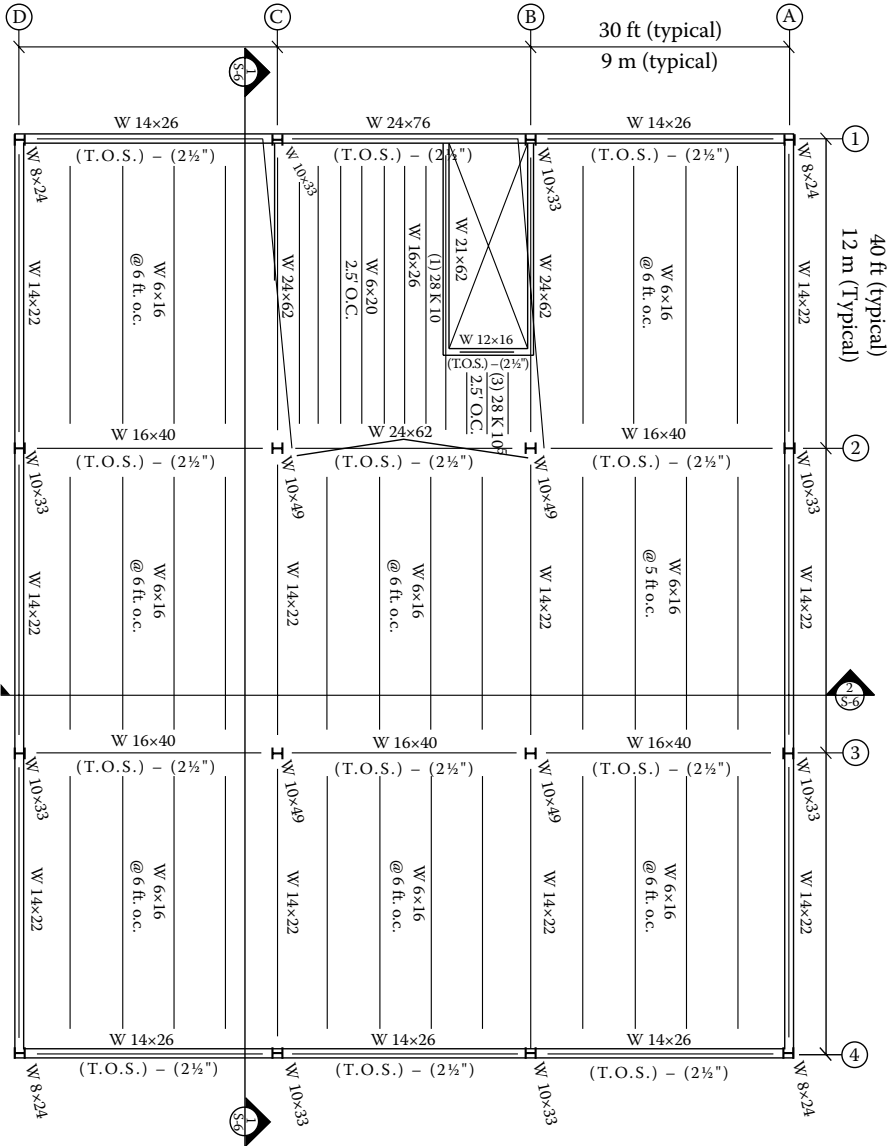 D
C
B
A
30 ft (typical)
9 m (typical)
1
S-6
W 14×26
W 24×76
W 14×26
1
(T.O.S.) – (2½")
(T.O.S.) – (2½")
(T.O.S.) – (2½")
W 8×24
W 10×33
W 10×33
W 8×24
40 ft (typical)
12 m (Typical)
W 14×22
W 6×16
@ 6 ft. o.c.
W 24×62
W 6×20
2.5' O.C.
W 16×26
(1) 28 K 10
W 21×62
W 24×62
W 6×16
@ 6 ft. o.c.
W 14×22
W 12×16
(T.O.S.) – (2½")
(3) 28 K 10
2.5' O.C.
W 16×40
W 24×62
W 16×40
2
(T.O.S.) – (2½")
(T.O.S.) – (2½")
(T.O.S.) – (2½")
W 10×33
W 10×49
W 10×49
W 10×33
W 14×22
W 6×16
@ 6 ft. o.c.
W 14×22
W 6×16
@ 6 ft. o.c.
W 14×22
W 6×16
@ 5 ft o.c.
W 14×22
2
S-6
W 16×40
W 16×40
W 16×40
3
(T.O.S.) – (2½")
(T.O.S.) – (2½")
(T.O.S.) – (2½")
W 10×33
W 10×49
W 10×49
W 10×33
W 14×22
W 6×16
@ 6 ft. o.c.
W 14×22
W 6×16
@ 6 ft. o.c.
W 14×22
W 6×16
@ 6 ft. o.c.
W 14×22
W 14×26
W 14×26
W 14×26
4
(T.O.S.) – (2½")
(T.O.S.) – (2½")
(T.O.S.) – (2½")
W 8×24
W 10×33
W 10×33
W 8×24
1
S-6